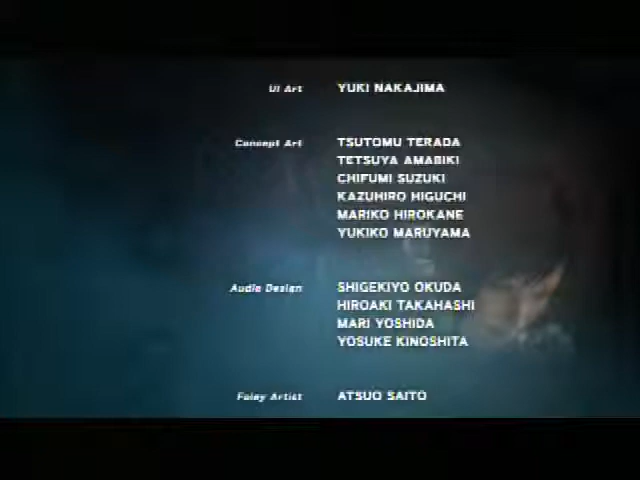 UI Art YUKI NAKAJIMA
Concept Art TSUTOMU TERADA
TETSUYA AMABIKI
CHIFUMI SUZUKI
KAZUHIRO HIGUCHI
MARIKO HIROKANE
YUKIKO MARUYAMA
Audio Design SHIGEKIYO OKUDA
HIROAKI TAKAHASHI
MARI YOSHIDA
YOSUKE KINOSHITA
Foley Artist ATSUO SAITO